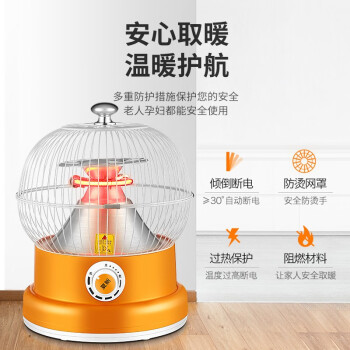 安心取暖
温暖护航
多重防护措施保护您的安全
老人孕妇都能安全使用
倾倒断电
≥30°自动断电
防烫网罩
安全防烫手
过热保护
温度过高断电
阻燃材料
让家人安全取暖